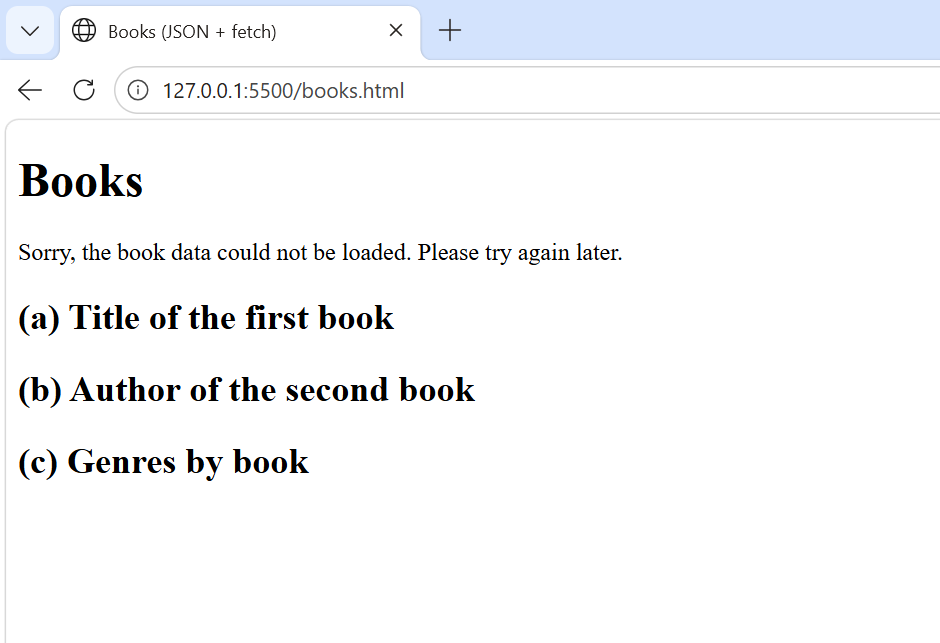 Books (JSON + fetch)
127.0.0.1:5500/books.html
Books
Sorry, the book data could not be loaded. Please try again later.
(a) Title of the first book
(b) Author of the second book
(c) Genres by book